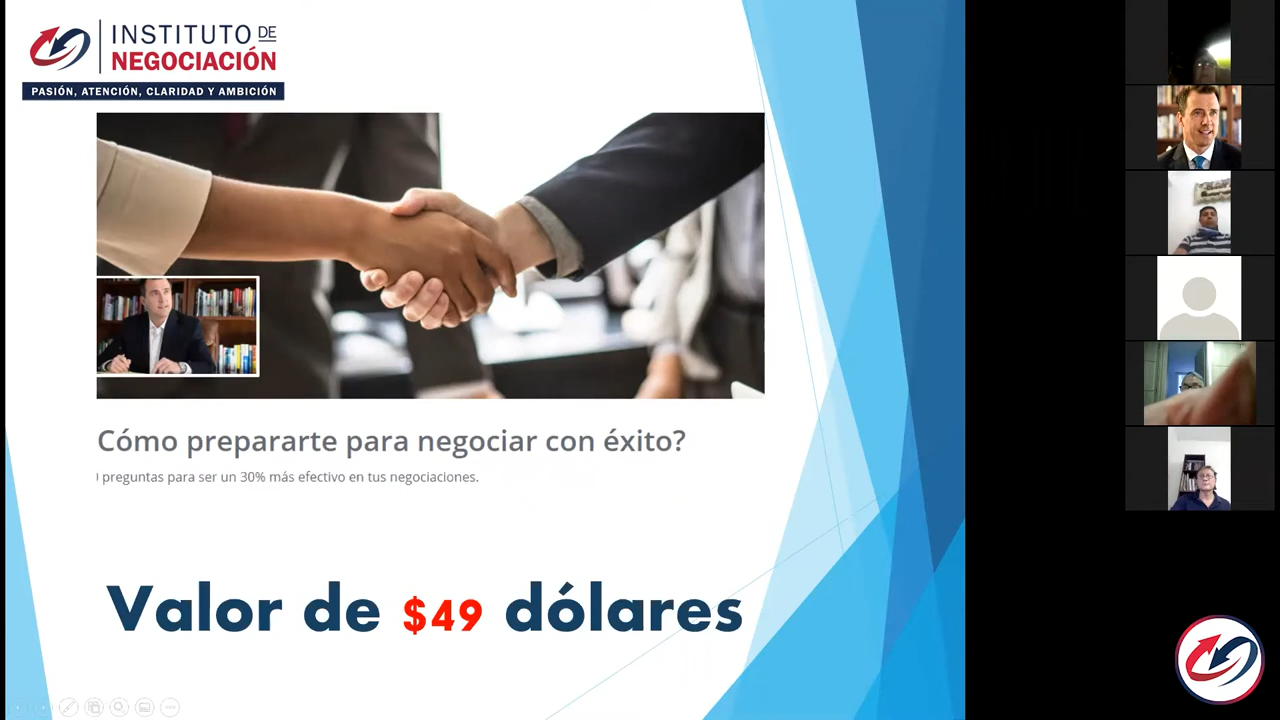 INSTITUTO DE
NEGOCIACIÓN
PASIÓN, ATENCIÓN, CLARIDAD Y AMBICIÓN
Cómo prepararte para negociar con éxito?
preguntas para ser un 30% más efectivo en tus negociaciones.
Valor de $49 dólares